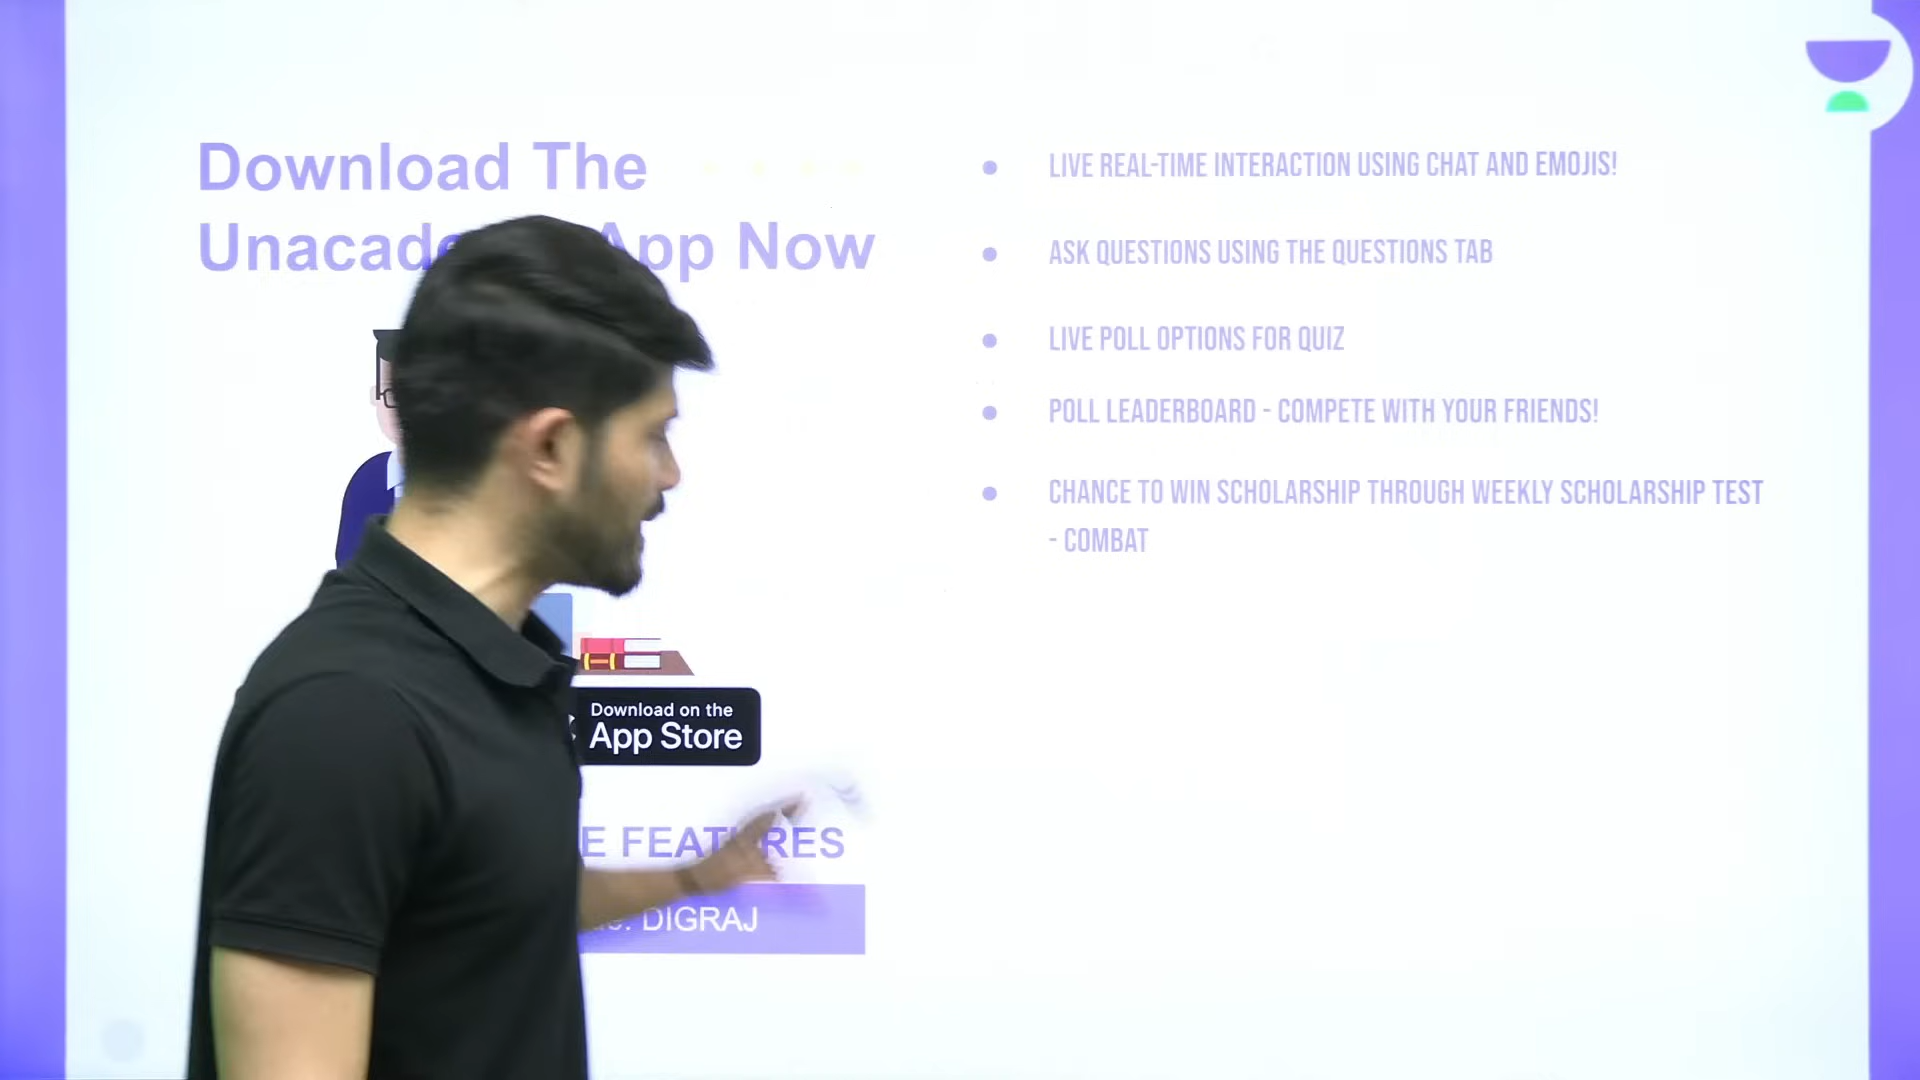 Download The
App Now
Download on the
App Store
FEATURES
DIGRAJ
LIVE REAL-TIME INTERACTION USING CHAT AND EMOJIS!
ASK QUESTIONS USING THE QUESTIONS TAB
LIVE POLL OPTIONS FOR QUIZ
POLL LEADERBOARD - COMPETE WITH YOUR FRIENDS!
CHANCE TO WIN SCHOLARSHIP THROUGH WEEKLY SCHOLARSHIP TEST
- COMBAT